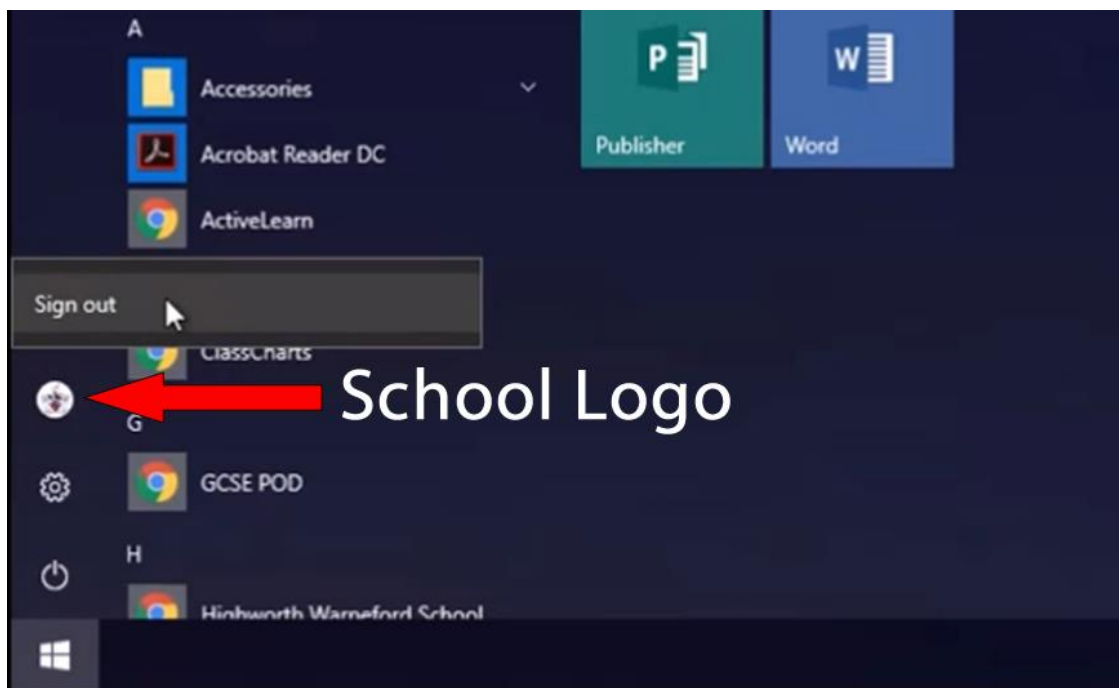 A
Accessories
Acrobat Reader DC
ActiveLearn
Publisher
Word
Sign out
ClassCharts
School Logo
G
GCSE POD
H
Highworth Warneford School